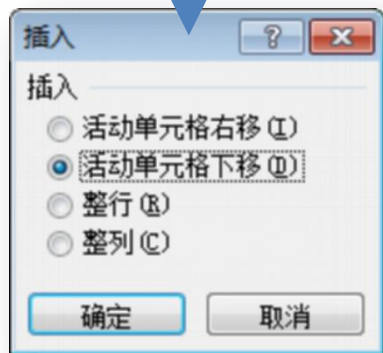 插入
插入
活动单元格右移(I)
活动单元格下移(D)
整行(R)
整列(C)
确定
取消